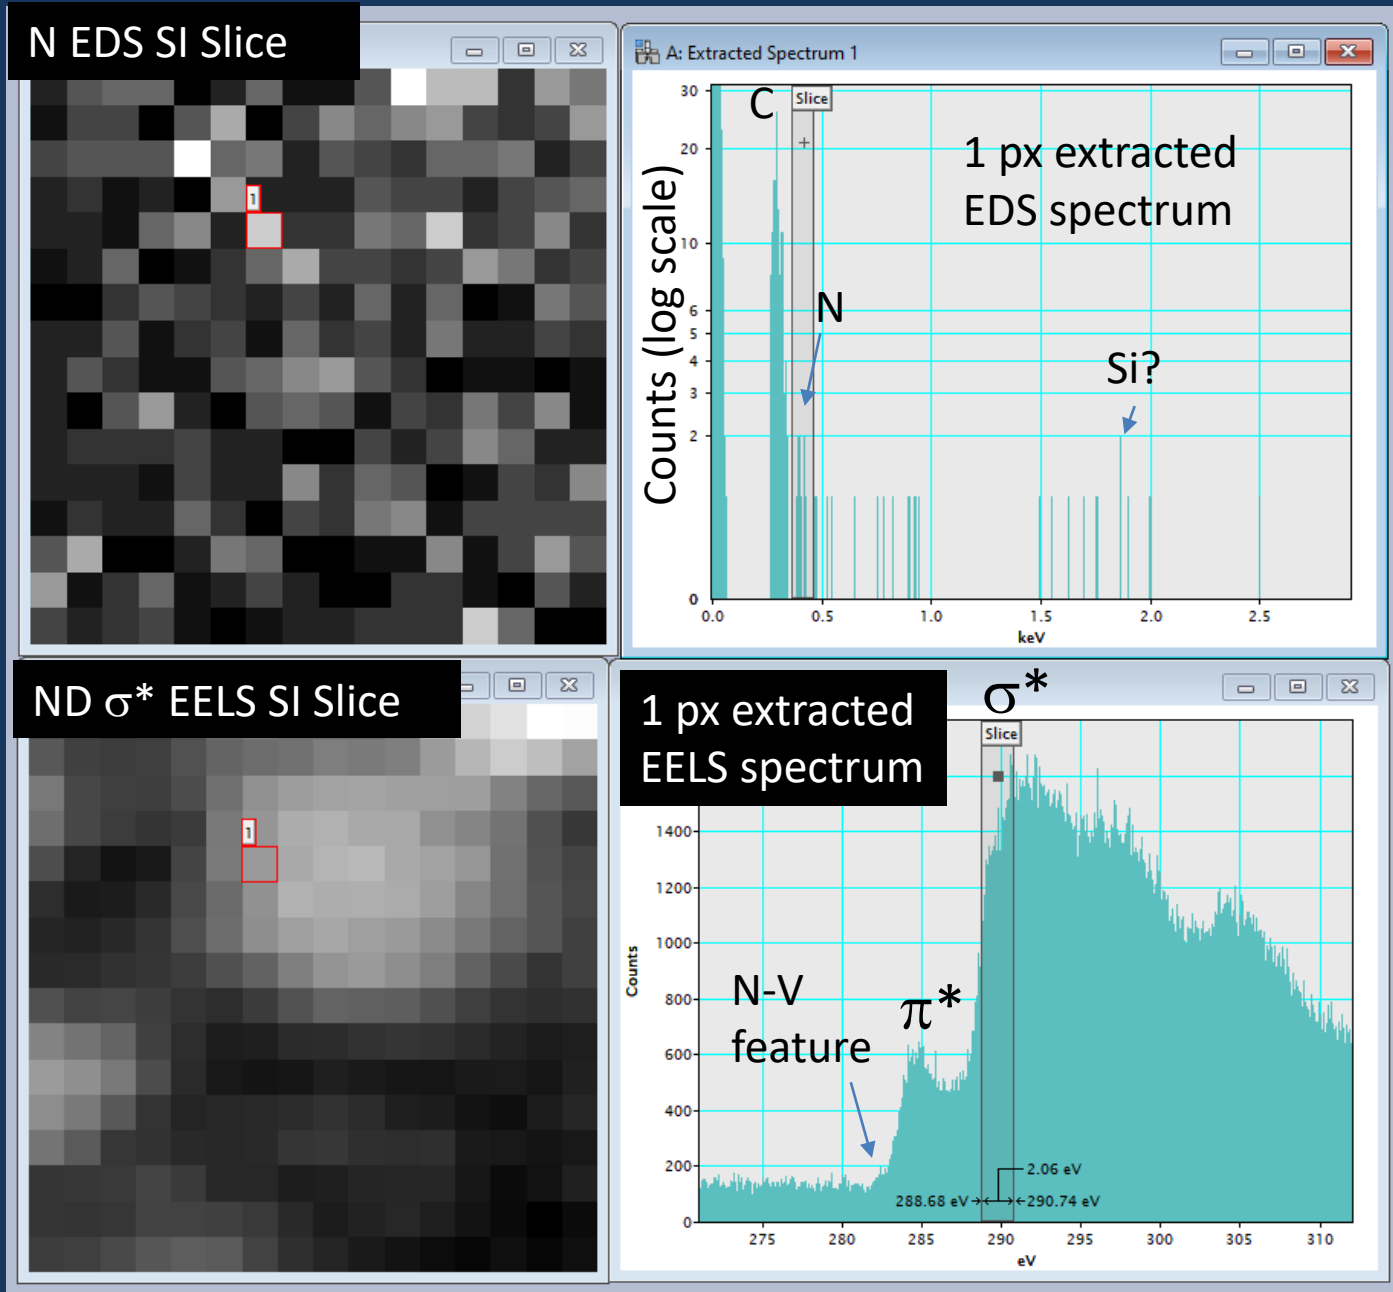 N EDS SI Slice
1
A: Extracted Spectrum 1
30
20
10
6
5
4
3
2
0
Counts (log scale)
C
Slice
1 px extracted
EDS spectrum
N
Si?
0.0
0.5
1.0
1.5
2.0
2.5
keV
ND σ* EELS SI Slice
1
1 px extracted
EELS spectrum
σ*
Slice
1400
1200
1000
800
600
400
200
0
Counts
N-V
feature
π*
2.06 eV
288.68 eV
290.74 eV
275
280
285
290
295
300
305
310
eV